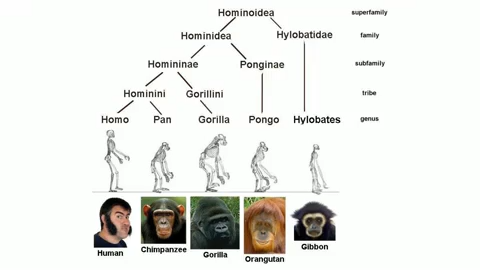 Hominoidea superfamily
Hominidea Hylobatidae family
Homininae Ponginae subfamily
Hominini Gorillini tribe
Homo Pan Gorilla Pongo Hylobates genus
Human Chimpanzee Gorilla Orangutan Gibbon